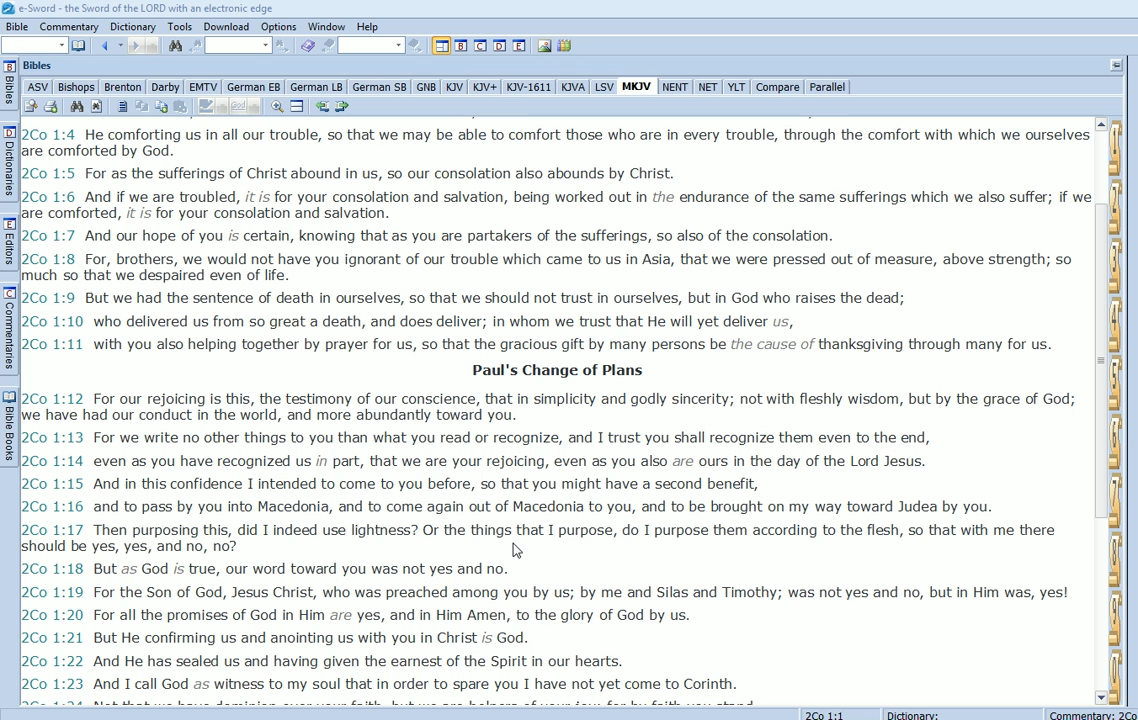 e-Sword - the Sword of the LORD with an electronic edge
Bible Commentary Dictionary Tools Download Options Window Help
B C D E
Bibles
ASV Bishops Brenton Darby EMTV German EB German LB German SB GNB KJV KJV+ KJV-1611 KJVA LSV MKJV NENT NET YLT Compare Parallel
B Bibles
D Dictionaries
E Editors
C Commentaries
Bible Books
2Co 1:4 He comforting us in all our trouble, so that we may be able to comfort those who are in every trouble, through the comfort with which we ourselves
are comforted by God.
2Co 1:5 For as the sufferings of Christ abound in us, so our consolation also abounds by Christ.
2Co 1:6 And if we are troubled, it is for your consolation and salvation, being worked out in the endurance of the same sufferings which we also suffer; if we
are comforted, it is for your consolation and salvation.
2Co 1:7 And our hope of you is certain, knowing that as you are partakers of the sufferings, so also of the consolation.
2Co 1:8 For, brothers, we would not have you ignorant of our trouble which came to us in Asia, that we were pressed out of measure, above strength; so
much so that we despaired even of life.
2Co 1:9 But we had the sentence of death in ourselves, so that we should not trust in ourselves, but in God who raises the dead;
2Co 1:10 who delivered us from so great a death, and does deliver; in whom we trust that He will yet deliver us,
2Co 1:11 with you also helping together by prayer for us, so that the gracious gift by many persons be the cause of thanksgiving through many for us.
Paul's Change of Plans
2Co 1:12 For our rejoicing is this, the testimony of our conscience, that in simplicity and godly sincerity; not with fleshly wisdom, but by the grace of God;
we have had our conduct in the world, and more abundantly toward you.
2Co 1:13 For we write no other things to you than what you read or recognize, and I trust you shall recognize them even to the end,
2Co 1:14 even as you have recognized us in part, that we are your rejoicing, even as you also are ours in the day of the Lord Jesus.
2Co 1:15 And in this confidence I intended to come to you before, so that you might have a second benefit,
2Co 1:16 and to pass by you into Macedonia, and to come again out of Macedonia to you, and to be brought on my way toward Judea by you.
2Co 1:17 Then purposing this, did I indeed use lightness? Or the things that I purpose, do I purpose them according to the flesh, so that with me there
should be yes, yes, and no, no?
2Co 1:18 But as God is true, our word toward you was not yes and no.
2Co 1:19 For the Son of God, Jesus Christ, who was preached among you by us; by me and Silas and Timothy; was not yes and no, but in Him was, yes!
2Co 1:20 For all the promises of God in Him are yes, and in Him Amen, to the glory of God by us.
2Co 1:21 But He confirming us and anointing us with you in Christ is God.
2Co 1:22 And He has sealed us and having given the earnest of the Spirit in our hearts.
2Co 1:23 And I call God as witness to my soul that in order to spare you I have not yet come to Corinth.
2Co 1:24 Not that we have dominion over your faith, but we are helpers of your joy; for by faith you stand.
2Co 1:1 Dictionary: Commentary: 2Co